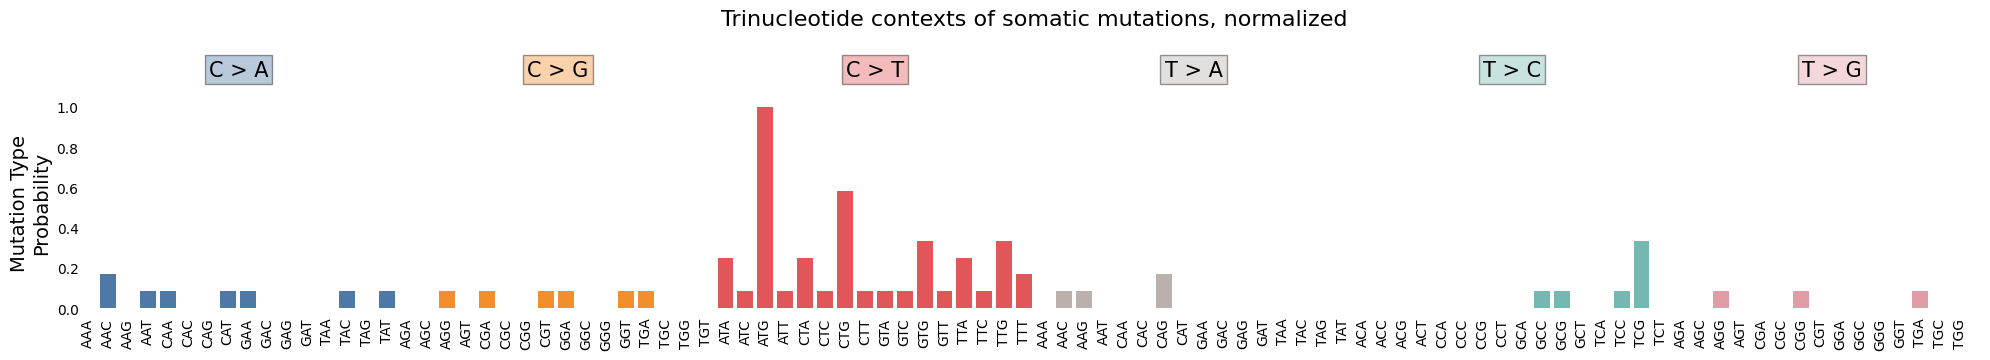 Trinucleotide contexts of somatic mutations, normalized
C > A
C > G
C > T
T > A
T > C
T > G
Mutation Type
Probability
1.0
0.8
0.6
0.4
0.2
0.0
AAA
AAC
AAG
AAT
CAA
CAC
CAG
CAT
GAA
GAC
GAG
GAT
TAA
TAC
TAG
TAT
AGA
AGC
AGG
AGT
CGA
CGC
CGG
CGT
GGA
GGC
GGG
GGT
TGA
TGC
TGG
TGT
ATA
ATC
ATG
ATT
CTA
CTC
CTG
CTT
GTA
GTC
GTG
GTT
TTA
TTC
TTG
TTT
AAA
AAC
AAG
AAT
CAA
CAC
CAG
CAT
GAA
GAC
GAG
GAT
TAA
TAC
TAG
TAT
ACA
ACC
ACG
ACT
CCA
CCC
CCG
CCT
GCA
GCC
GCG
GCT
TCA
TCC
TCG
TCT
AGA
AGC
AGG
AGT
CGA
CGC
CGG
CGT
GGA
GGC
GGG
GGT
TGA
TGC
TGG